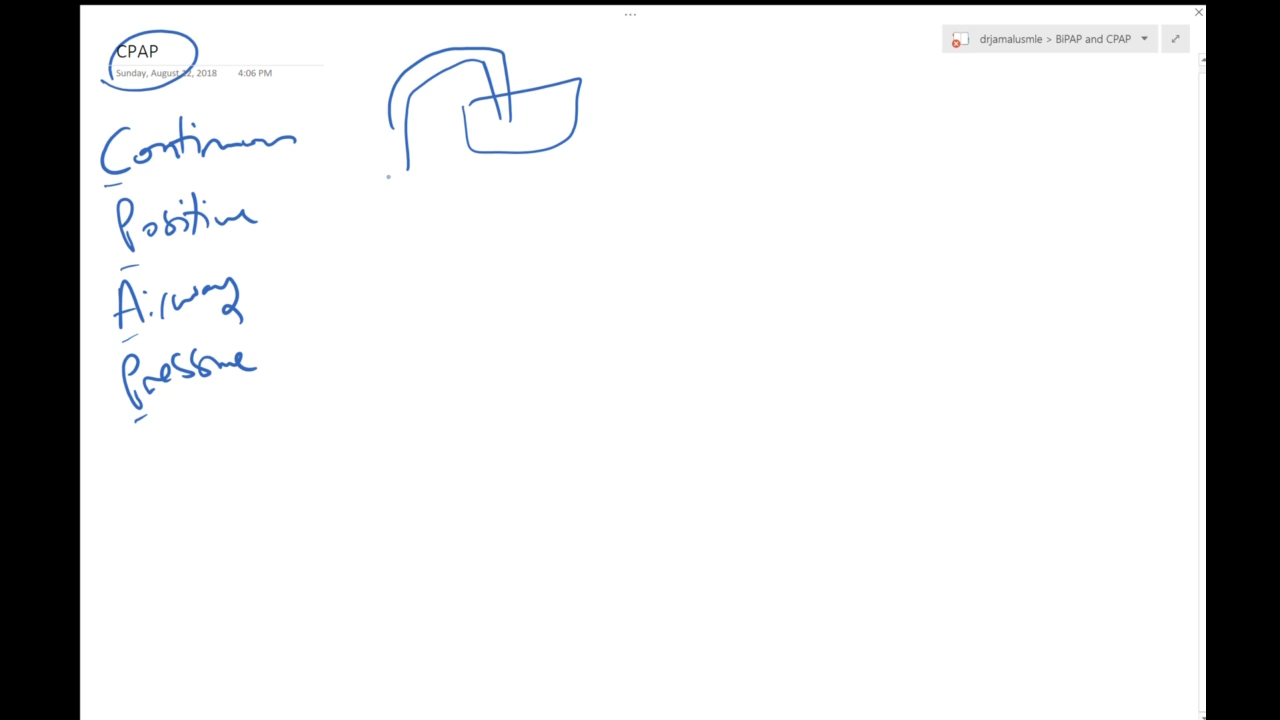 CPAP
Sunday, August 12, 2018 4:06 PM
drjamalusmle > BiPAP and CPAP
Continuous
Positive
Airway
Pressure